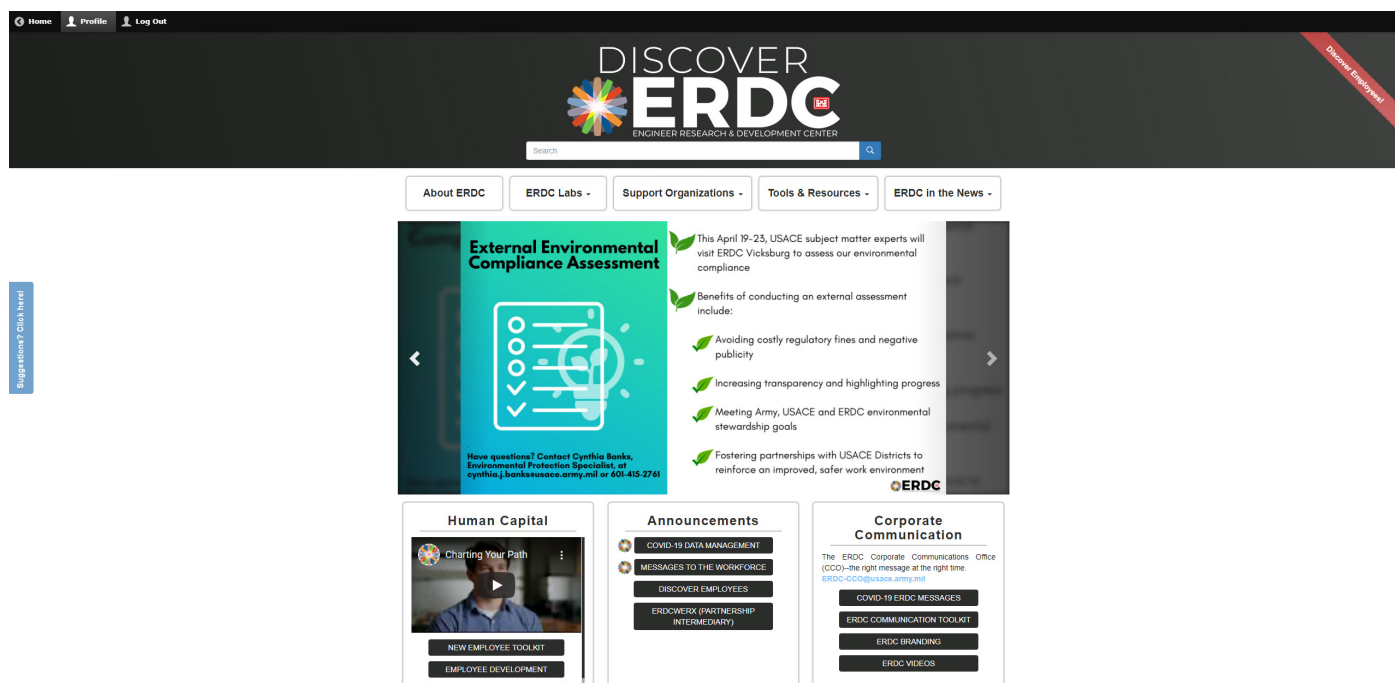 Home Profile Log Out
Discover Employees!
DISCOVER
ERDC
ENGINEER RESEARCH & DEVELOPMENT CENTER
Search
About ERDC
ERDC Labs
Support Organizations
Tools & Resources
ERDC in the News
Suggestions? Click here!
External Environmental
Compliance Assessment
Have questions? Contact Cynthia Banks,
Environmental Protection Specialist, at
cynthia.j.banks@usace.army.mil or 601-415-2761
This April 19-23, USACE subject matter experts will
visit ERDC Vicksburg to assess our environmental
compliance
Benefits of conducting an external assessment
include:
Avoiding costly regulatory fines and negative
publicity
Increasing transparency and highlighting progress
Meeting Army, USACE and ERDC environmental
stewardship goals
Fostering partnerships with USACE Districts to
reinforce an improved, safer work environment
ERDC
Human Capital
Charting Your Path
NEW EMPLOYEE TOOLKIT
EMPLOYEE DEVELOPMENT
Announcements
COVID-19 DATA MANAGEMENT
MESSAGES TO THE WORKFORCE
DISCOVER EMPLOYEES
ERDCWERX (PARTNERSHIP
INTERMEDIARY)
Corporate
Communication
The ERDC Corporate Communications Office
(CCO)--the right message at the right time.
ERDC-CCO@usace.army.mil
COVID-19 ERDC MESSAGES
ERDC COMMUNICATION TOOLKIT
ERDC BRANDING
ERDC VIDEOS